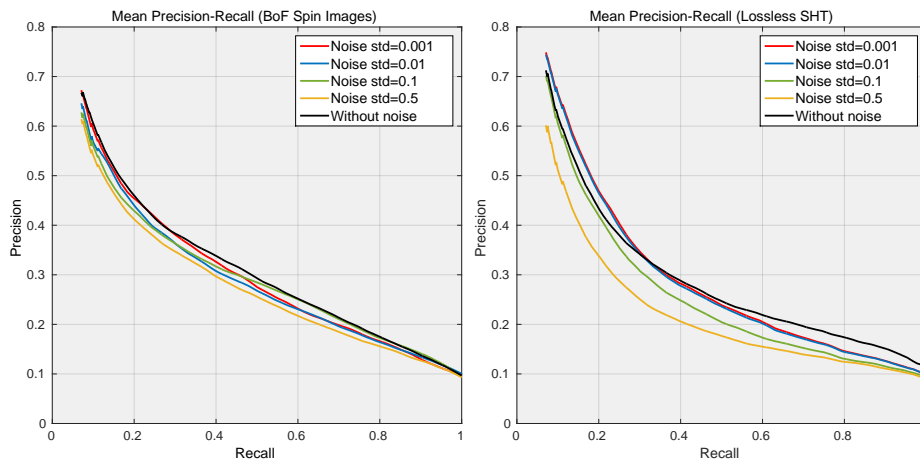 Mean Precision-Recall (BoF Spin Images)
0.8
0.7
0.6
0.5
0.4
0.3
0.2
0.1
0
Precision
0
0.2
0.4
0.6
0.8
1
Recall
Noise std=0.001
Noise std=0.01
Noise std=0.1
Noise std=0.5
Without noise
Mean Precision-Recall (Lossless SHT)
0.8
0.7
0.6
0.5
0.4
0.3
0.2
0.1
0
Precision
0
0.2
0.4
0.6
0.8
Recall
Noise std=0.001
Noise std=0.01
Noise std=0.1
Noise std=0.5
Without noise